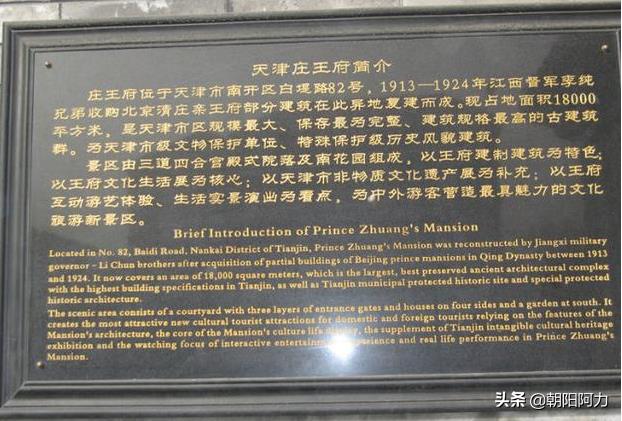 天津庄王府简介
庄王府位于天津市南开区白堤路82号，1913—1924年江西督军李纯
兄弟收购北京清庄亲王府部分建筑在此异地复建而成。现占地面积18000
平方米，是天津市区规模最大、保存最为完整、建筑规格最高的古建筑
群。为天津市级文物保护单位、特殊保护级历史风貌建筑。
景区由三道四合宫殿式院落及南花园组成，以王府建制建筑为特色；
以王府文化生活展为核心；以天津市非物质文化遗产展为补充；以王府
互动游艺体验、生活实景演出为看点，为中外游客营造最具魅力的文化
旅游新景区。
Brief Introduction of Prince Zhuang's Mansion
Located in No. 82, Baidi Road, Nankai District of Tianjin, Prince Zhuang's Mansion was reconstructed by Jiangxi military
governor - Li Chun brothers after acquisition of partial buildings of Beijing prince mansions in Qing Dynasty between 1913
and 1924. It now covers an area of 18,000 square meters, which is the largest, best preserved ancient architectural complex
with the highest building specifications in Tianjin, as well as Tianjin municipal protected historic site and special protected
historic architecture.
The scenic area consists of a courtyard with three layers of entrance gates and houses on four sides and a garden at south. It
creates the most attractive new cultural tourist attractions for domestic and foreign tourists relying on the features of the
Mansion's architecture, the core of the Mansion's culture life display, the supplement of Tianjin intangible cultural heritage
exhibition and the watching focus of interactive entertainment experience and real life performance in Prince Zhuang's
Mansion.
头条 @朝阳阿力